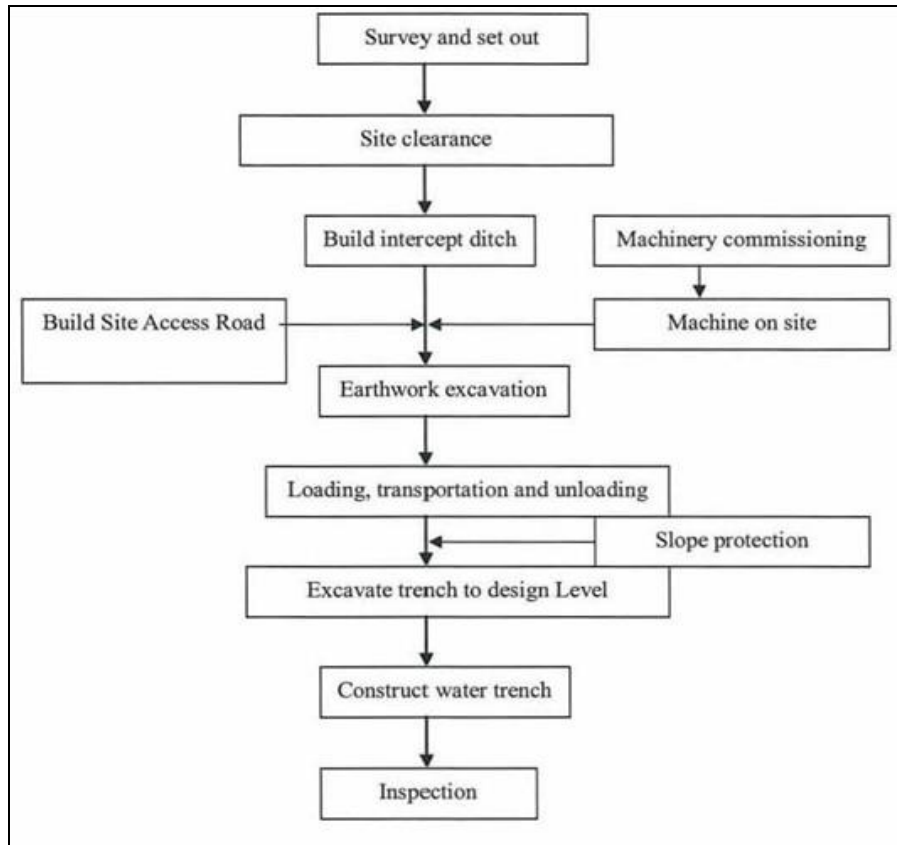 Survey and set out
Site clearance
Build intercept ditch
Machinery commissioning
Build Site Access Road
Machine on site
Earthwork excavation
Loading, transportation and unloading
Slope protection
Excavate trench to design Level
Construct water trench
Inspection